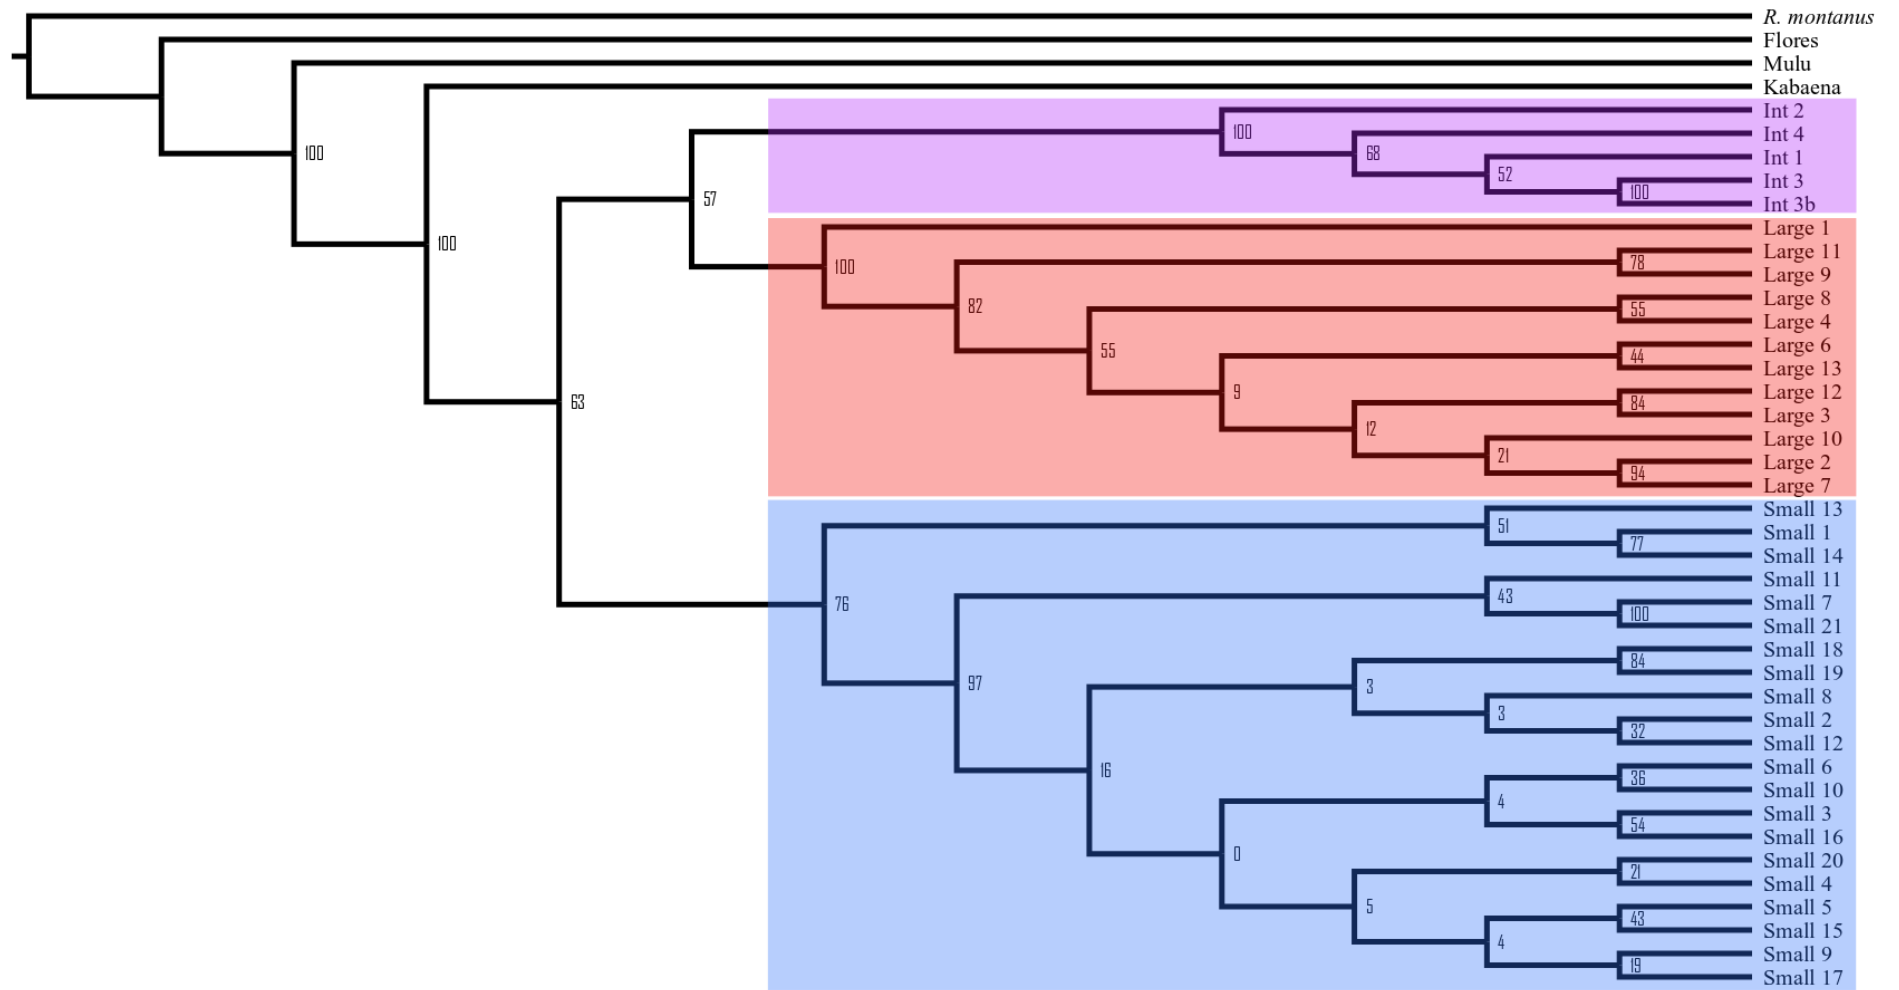 R. montanus
Flores
Mulu
Kabaena
Int 2
100
Int 4
68
Int 1
52
Int 3
100
Int 3b
100
57
Large 1
100
100
Large 11
78
Large 9
82
Large 8
55
Large 4
55
Large 6
44
Large 13
9
Large 12
84
Large 3
12
63
Large 10
21
Large 2
94
Large 7
Small 13
51
Small 1
77
Small 14
Small 11
76
43
Small 7
100
Small 21
Small 18
84
Small 19
97
3
Small 8
3
Small 2
32
Small 12
16
Small 6
36
Small 10
4
Small 3
54
Small 16
0
Small 20
21
Small 4
5
Small 5
43
Small 15
4
Small 9
19
Small 17